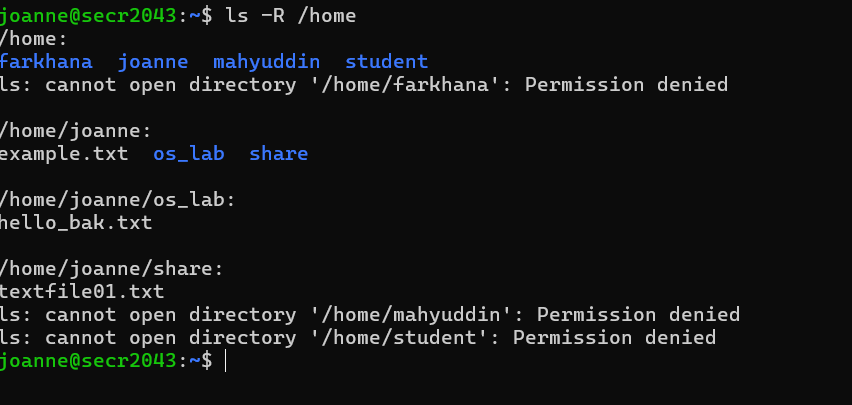 joanne@secr2043:~$ ls -R /home
/home:
farkhana  joanne  mahyuddin  student
ls: cannot open directory '/home/farkhana': Permission denied

/home/joanne:
example.txt  os_lab  share

/home/joanne/os_lab:
hello_bak.txt

/home/joanne/share:
textfile01.txt
ls: cannot open directory '/home/mahyuddin': Permission denied
ls: cannot open directory '/home/student': Permission denied
joanne@secr2043:~$